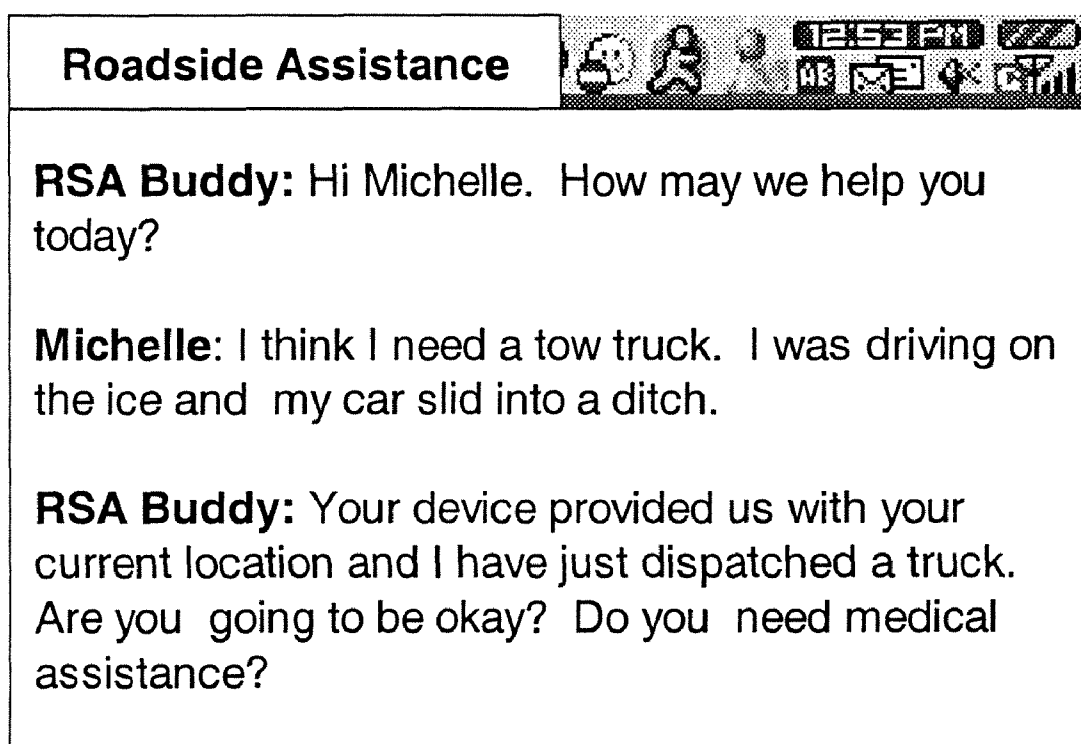 Roadside Assistance
12:53 PM
RSA Buddy: Hi Michelle. How may we help you
today?
Michelle: I think I need a tow truck. I was driving on
the ice and my car slid into a ditch.
RSA Buddy: Your device provided us with your
current location and I have just dispatched a truck.
Are you going to be okay? Do you need medical
assistance?